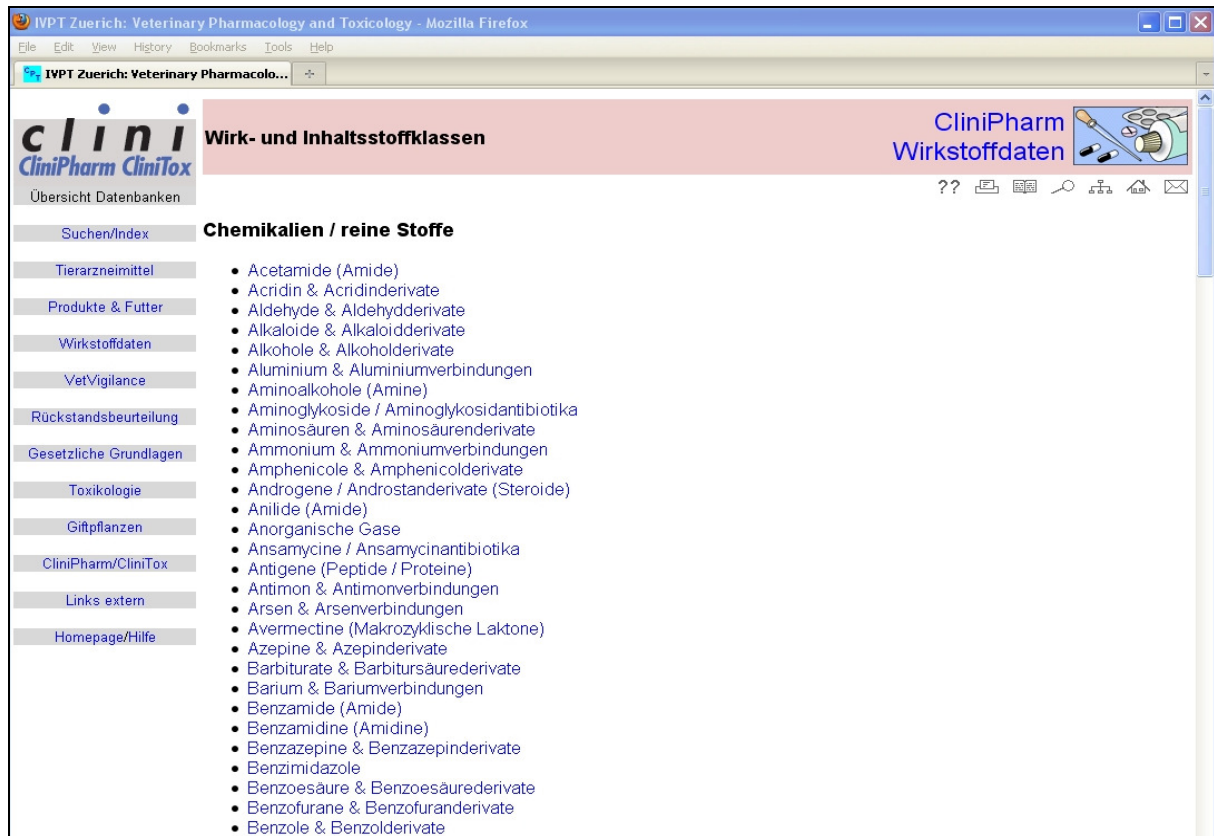 IVPT Zuerich: Veterinary Pharmacology and Toxicology - Mozilla Firefox
File Edit View History Bookmarks Tools Help
CPT IVPT Zuerich: Veterinary Pharmacolo...
clini
CliniPharm CliniTox
Übersicht Datenbanken
Suchen/Index
Tierarzneimittel
Produkte & Futter
Wirkstoffdaten
VetVigilance
Rückstandsbeurteilung
Gesetzliche Grundlagen
Toxikologie
Giftpflanzen
CliniPharm/CliniTox
Links extern
Homepage/Hilfe
Wirk- und Inhaltsstoffklassen
CliniPharm
Wirkstoffdaten
??
Chemikalien / reine Stoffe
• Acetamide (Amide)
• Acridin & Acridinderivate
• Aldehyde & Aldehydderivate
• Alkaloide & Alkaloidderivate
• Alkohole & Alkoholderivate
• Aluminium & Aluminiumverbindungen
• Aminoalkohole (Amine)
• Aminoglykoside / Aminoglykosidantibiotika
• Aminosäuren & Aminosäurenderivate
• Ammonium & Ammoniumverbindungen
• Amphenicole & Amphenicolderivate
• Androgene / Androstanderivate (Steroide)
• Anilide (Amide)
• Anorganische Gase
• Ansamycine / Ansamycinantibiotika
• Antigene (Peptide / Proteine)
• Antimon & Antimonverbindungen
• Arsen & Arsenverbindungen
• Avermectine (Makrozyklische Laktone)
• Azepine & Azepinderivate
• Barbiturate & Barbitursäurederivate
• Barium & Bariumverbindungen
• Benzamide (Amide)
• Benzamidine (Amidine)
• Benzazepine & Benzazepinderivate
• Benzimidazole
• Benzoesäure & Benzoesäurederivate
• Benzofurane & Benzofuranderivate
• Benzole & Benzolderivate